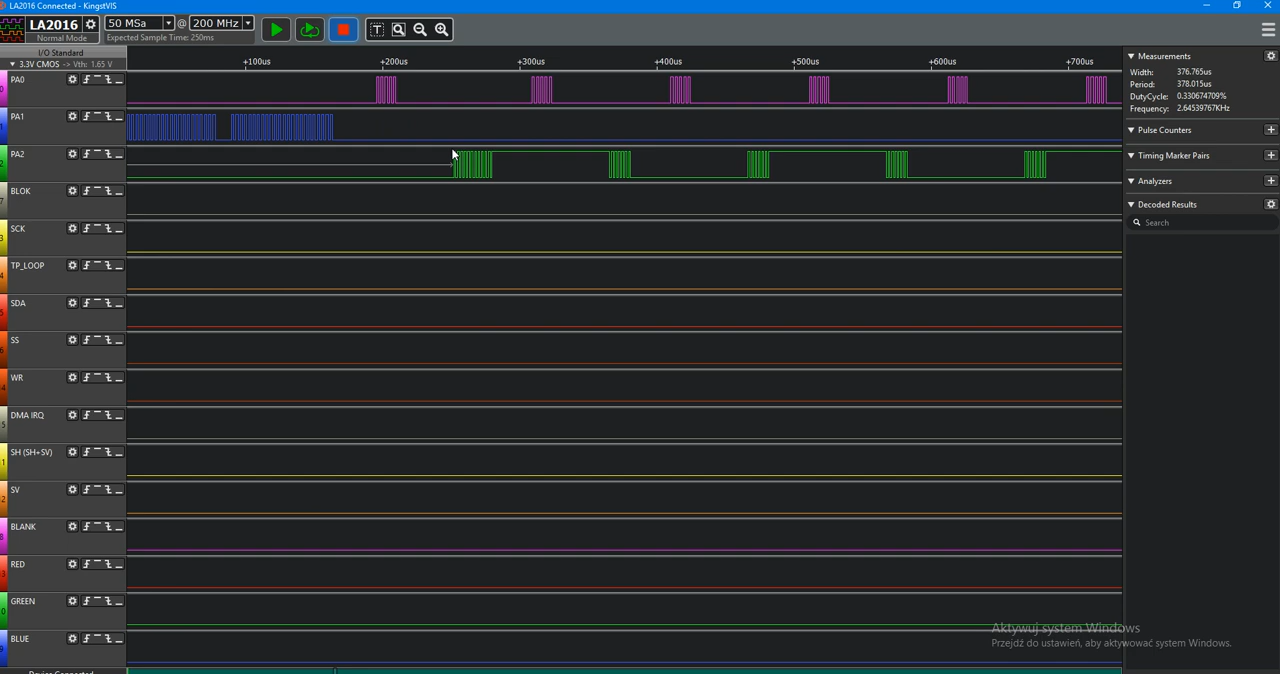 LA2016 Connected - KingstVIS
LA2016 50 MSa @ 200 MHz
Normal Mode Expected Sample Time: 250ms
I/O Standard
3.3V CMOS -> Vth: 1.65 V
+100us +200us +300us +400us +500us +600us +700us
PA0
PA1
PA2
BLOK
SCK
TP_LOOP
SDA
SS
WR
DMA IRQ
SH (SH+SV)
SV
BLANK
RED
GREEN
BLUE
Device Connected
Measurements
Width: 376.765us
Period: 378.015us
DutyCycle: 0.330674709%
Frequency: 2.64539767KHz
Pulse Counters
Timing Marker Pairs
Analyzers
Decoded Results
Search
Aktywuj system Windows
Przejdź do ustawień, aby aktywować system Windows.